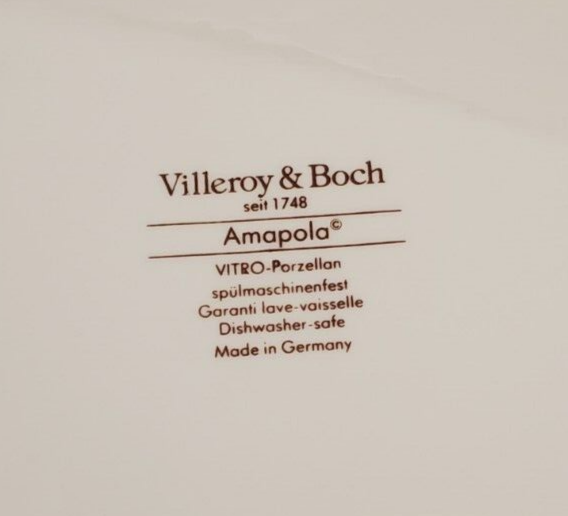 Villeroy & Boch
seit 1748
Amapola©
VITRO-Porzellan
spülmaschinenfest
Garanti lave-vaisselle
Dishwasher-safe
Made in Germany